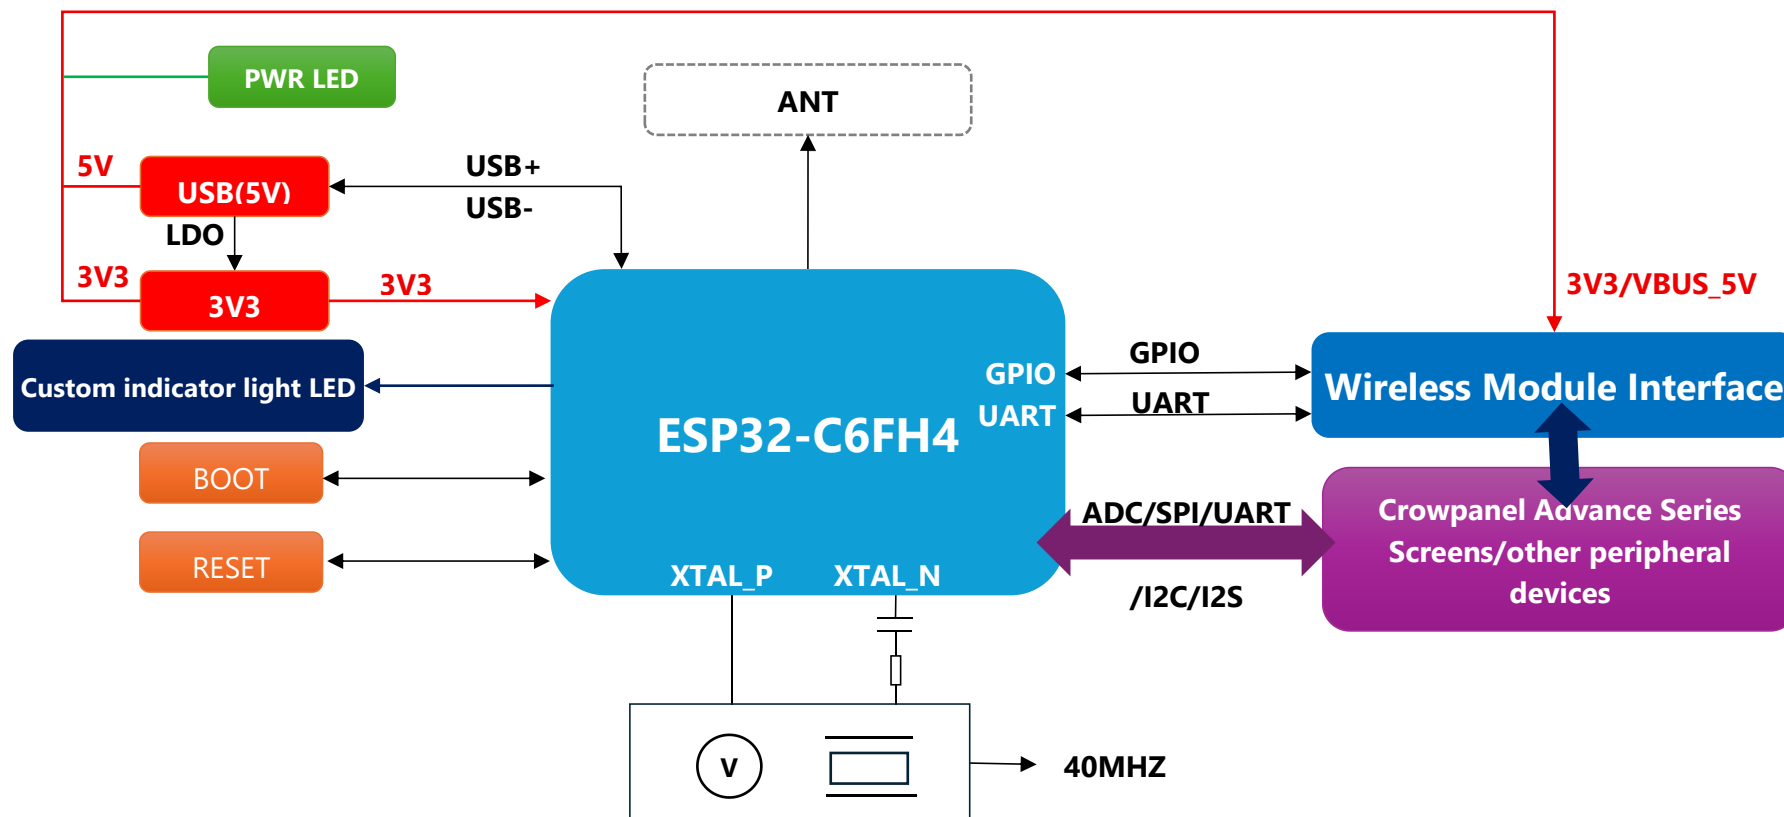 PWR LED
ANT
5V
USB(5V)
USB+
USB-
LDO
3V3
3V3
3V3
3V3/VBUS_5V
Custom indicator light LED
GPIO
UART
GPIO
UART
Wireless Module Interface
ESP32-C6FH4
BOOT
RESET
ADC/SPI/UART
/I2C/I2S
Crowpanel Advance Series
Screens/other peripheral
devices
XTAL_P
XTAL_N
V
40MHZ